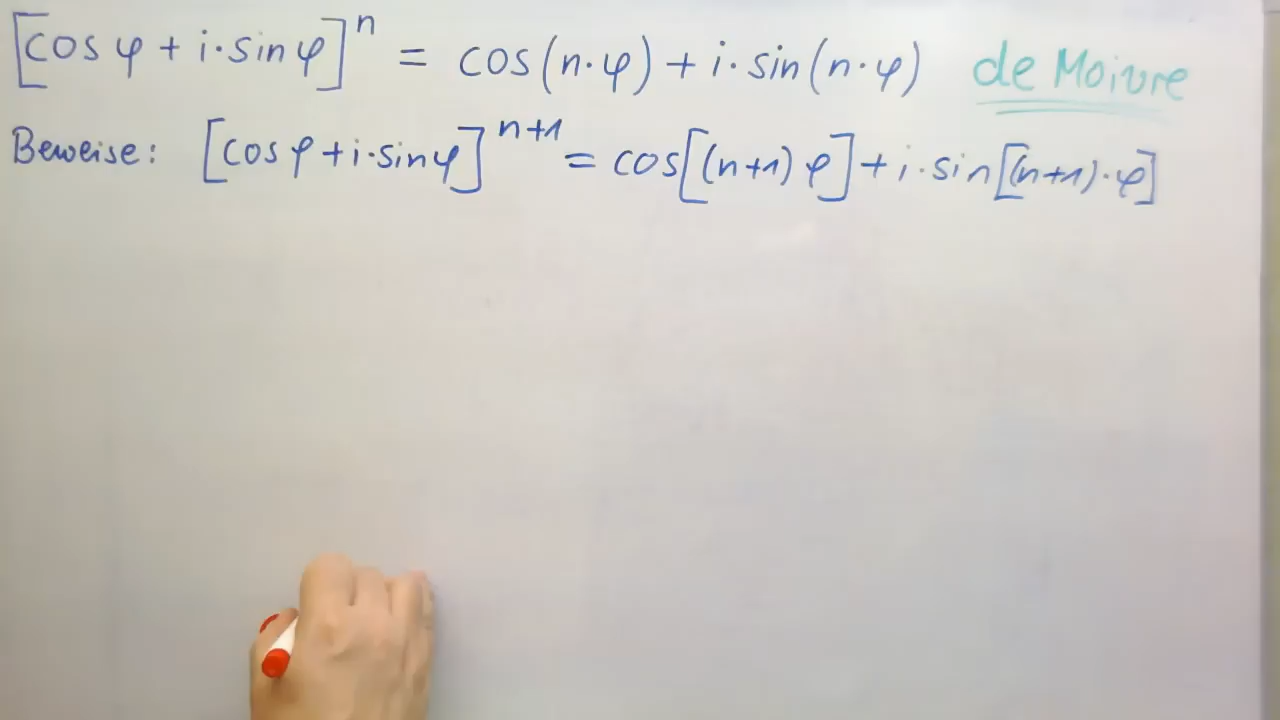 [cos φ + i·sin φ]ⁿ = cos(n·φ) + i·sin(n·φ) de Moivre
Beweise: [cos φ + i·sin φ]ⁿ⁺¹ = cos[(n+1) φ] + i·sin[(n+1)·φ]